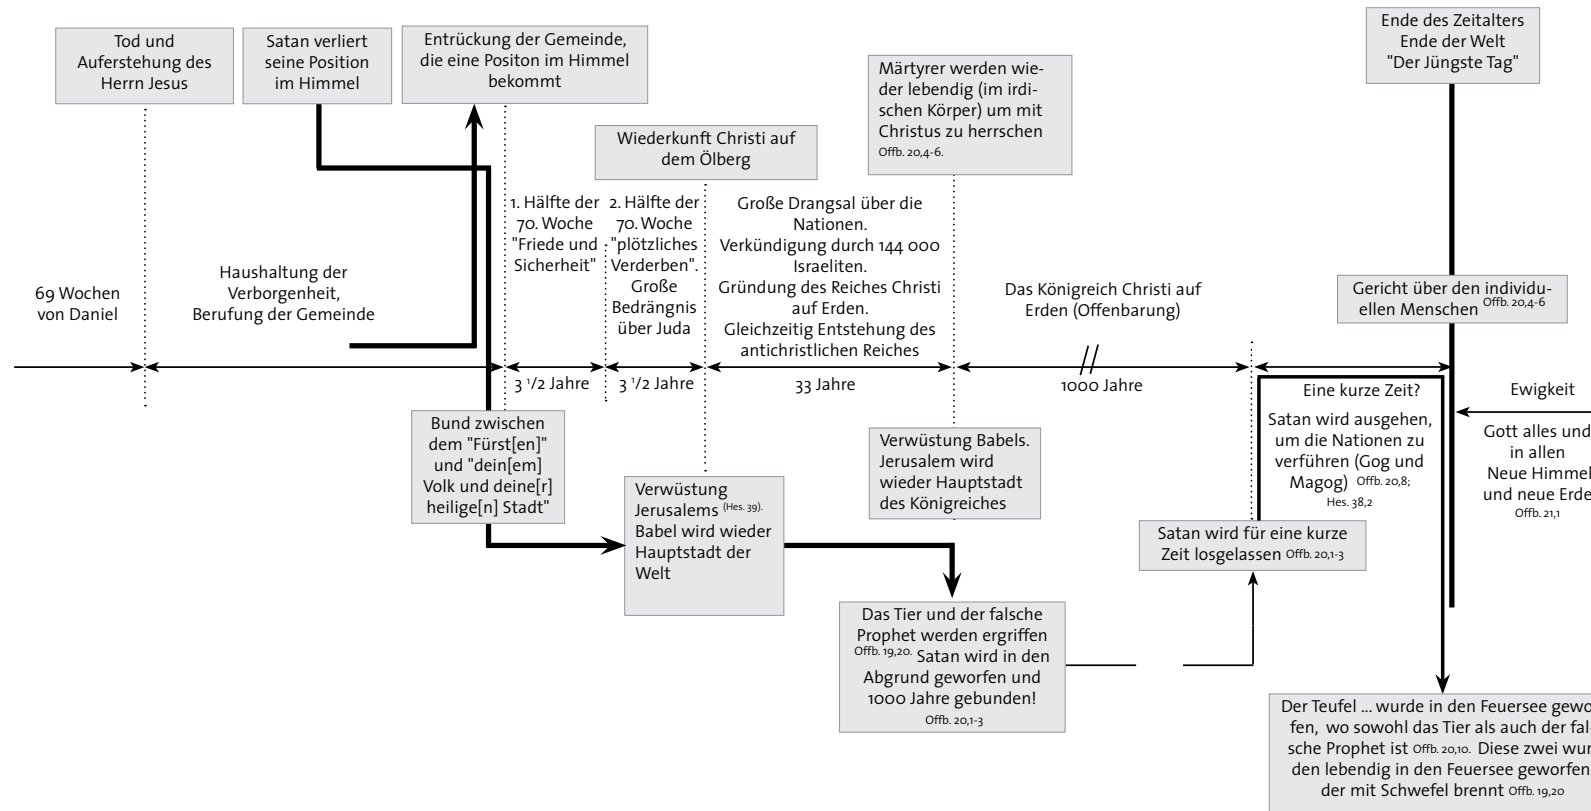 Tod und
Auferstehung des
Herrn Jesus
Satan verliert
seine Position
im Himmel
Entrückung der Gemeinde,
die eine Positon im Himmel
bekommt
Wiederkunft Christi auf
dem Ölberg
Märtyrer werden wie-
der lebendig (im irdi-
schen Körper) um mit
Christus zu herrschen
Offb. 20,4-6.
Ende des Zeitalters
Ende der Welt
"Der Jüngste Tag"
69 Wochen
von Daniel
Haushaltung der
Verborgenheit,
Berufung der Gemeinde
1. Hälfte der
70. Woche
"Friede und
Sicherheit"
2. Hälfte der
70. Woche
"plötzliches
Verderben".
Große
Bedrängnis
über Juda
Große Drangsal über die
Nationen.
Verkündigung durch 144 000
Israeliten.
Gründung des Reiches Christi
auf Erden.
Gleichzeitig Entstehung des
antichristlichen Reiches
Das Königreich Christi auf
Erden (Offenbarung)
Gericht über den individu-
ellen Menschen Offb. 20,4-6
3 1/2 Jahre
3 1/2 Jahre
33 Jahre
1000 Jahre
Eine kurze Zeit?
Satan wird ausgehen,
um die Nationen zu
verführen (Gog und
Magog) Offb. 20,8;
Hes. 38,2
Ewigkeit
Gott alles und
in allen
Neue Himmel
und neue Erde
Offb. 21,1
Bund zwischen
dem "Fürst[en]"
und "dein[em]
Volk und deine[r]
heilige[n] Stadt"
Verwüstung
Jerusalems (Hes. 39).
Babel wird wieder
Hauptstadt der
Welt
Verwüstung Babels.
Jerusalem wird
wieder Hauptstadt
des Königreiches
Satan wird für eine kurze
Zeit losgelassen Offb. 20,1-3
Das Tier und der falsche
Prophet werden ergriffen
Offb. 19,20. Satan wird in den
Abgrund geworfen und
1000 Jahre gebunden!
Offb. 20,1-3
Der Teufel ... wurde in den Feuersee gewo
fen, wo sowohl das Tier als auch der fal-
sche Prophet ist Offb. 20,10. Diese zwei wur
den lebendig in den Feuersee geworfen
der mit Schwefel brennt Offb. 19,20